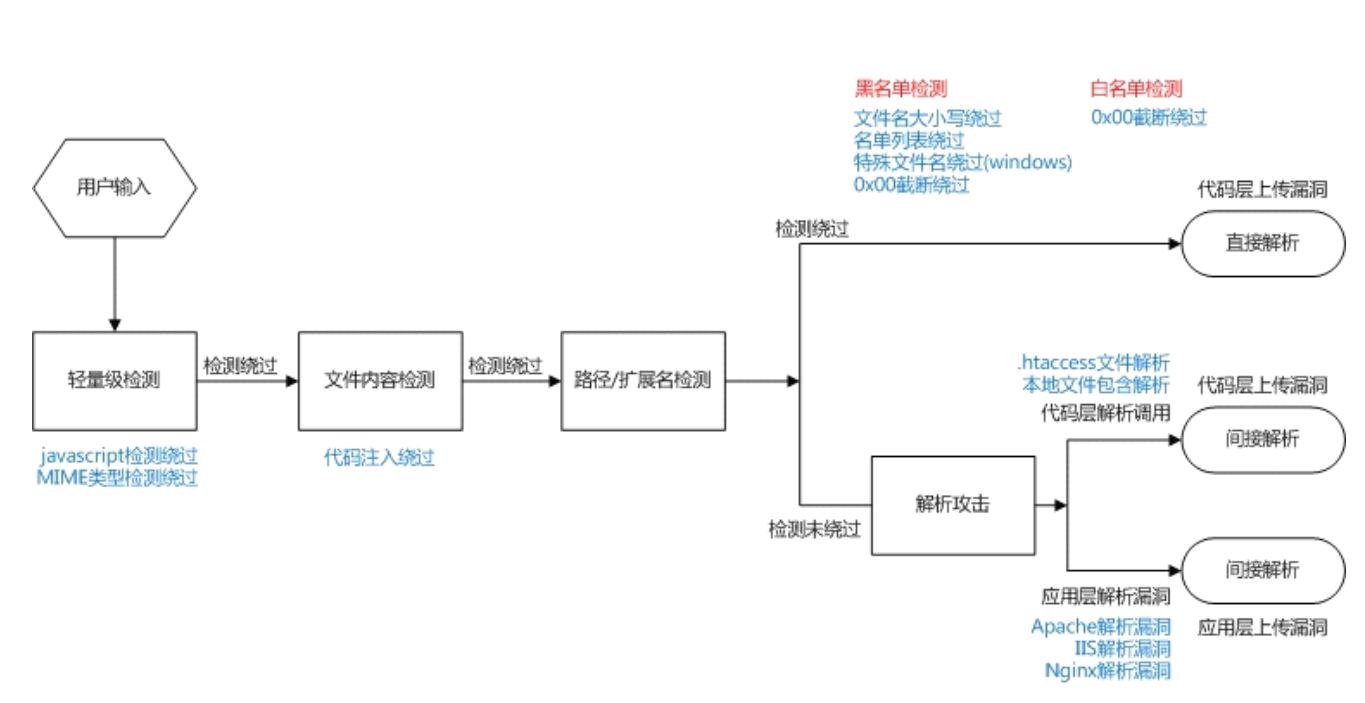 黑名单检测
白名单检测
文件名大小写绕过
0x00截断绕过
名单列表绕过
特殊文件名绕过(windows)
0x00截断绕过
用户输入
代码层上传漏洞
检测绕过
直接解析
轻量级检测
检测绕过
文件内容检测
检测绕过
路径/扩展名检测
javascript检测绕过
MIME类型检测绕过
代码注入绕过
.htaccess文件解析
本地文件包含解析
代码层解析调用
代码层上传漏洞
间接解析
解析攻击
检测未绕过
间接解析
应用层解析漏洞
Apache解析漏洞
IIS解析漏洞
Nginx解析漏洞
应用层上传漏洞